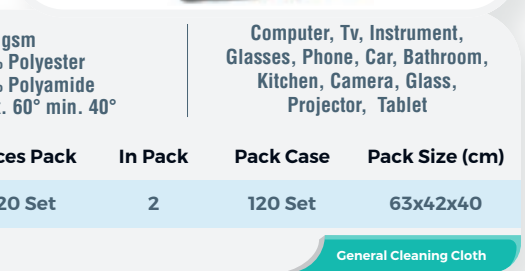 gsm
% Polyester
% Polyamide
. 60° min. 40°
Computer, Tv, Instrument,
Glasses, Phone, Car, Bathroom,
Kitchen, Camera, Glass,
Projector, Tablet
ces Pack In Pack Pack Case Pack Size (cm)
20 Set 2 120 Set 63x42x40
General Cleaning Cloth